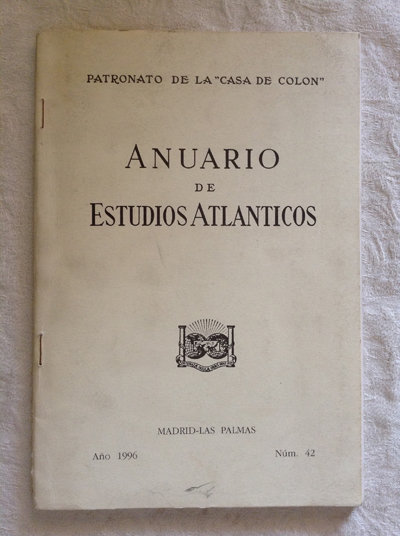 PATRONATO DE LA "CASA DE COLON"
ANUARIO
DE
ESTUDIOS ATLANTICOS
MADRID-LAS PALMAS
Año 1996 Núm. 42